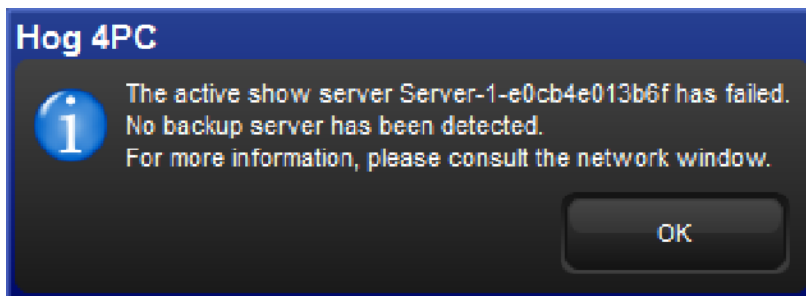 Hog 4PC
The active show server Server-1-e0cb4e013b6f has failed.
No backup server has been detected.
For more information, please consult the network window.
OK